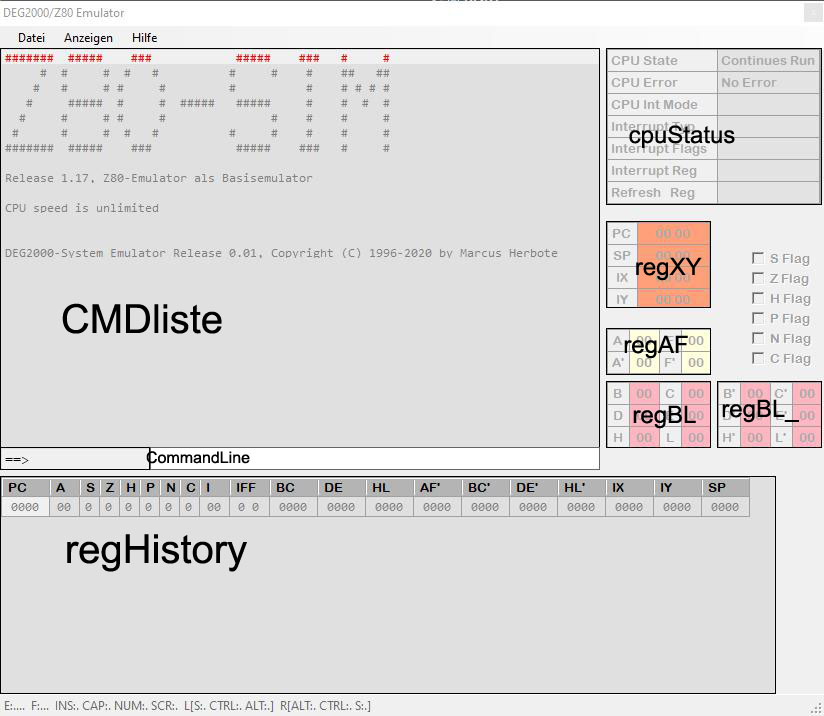 DEG2000/Z80 Emulator
Datei Anzeigen Hilfe
####### ##### ### ##### ### # #
# # # # # # # # ## ##
# # # # # # # # # # #
# ##### # # ##### ##### # # # #
# # # # # # # # #
# # # # # # # # # #
####### ##### ### ##### ### # #
Release 1.17, Z80-Emulator als Basisemulator
CPU speed is unlimited
DEG2000-System Emulator Release 0.01, Copyright (C) 1996-2020 by Marcus Herbote
CMDliste
==> CommandLine
CPU State Continues Run
CPU Error No Error
CPU Int Mode
Interrupt Typ
cpuStatus
Interrupt Flags
Interrupt Reg
Refresh Reg
PC 00 00
SP
regXY
IX
IY 00 00
S Flag
Z Flag
H Flag
P Flag
N Flag
C Flag
A 00 F 00
regAF
A' 00 F' 00
B 00 C 00
D 00
regBL
H 00 L 00
B' 00 C' 00
E' 00
regBL_
H' 00 L' 00
PC A S Z H P N C I IFF BC DE HL AF' BC' DE' HL' IX IY SP
0000 00 0 0 0 0 0 0 00 0 0 0000 0000 0000 0000 0000 0000 0000 0000 0000 0000
regHistory
E:.... F:... INS:. CAP:. NUM:. SCR:. L[S:. CTRL:. ALT:.] R[ALT:. CTRL:. S:.]